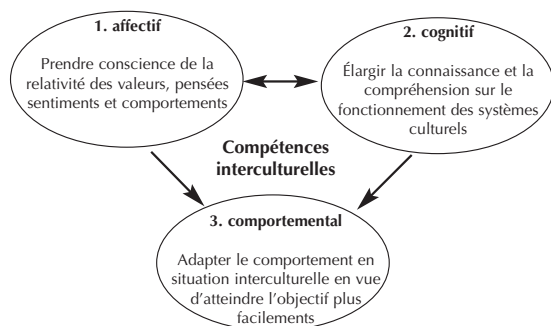 1. affectif
Prendre conscience de la
relativité des valeurs, pensées
sentiments et comportements
2. cognitif
Élargir la connaissance et la
compréhension sur le
fonctionnement des systèmes
culturels
Compétences
interculturelles
3. comportemental
Adapter le comportement en
situation interculturelle en vue
d'atteindre l'objectif plus
facilements